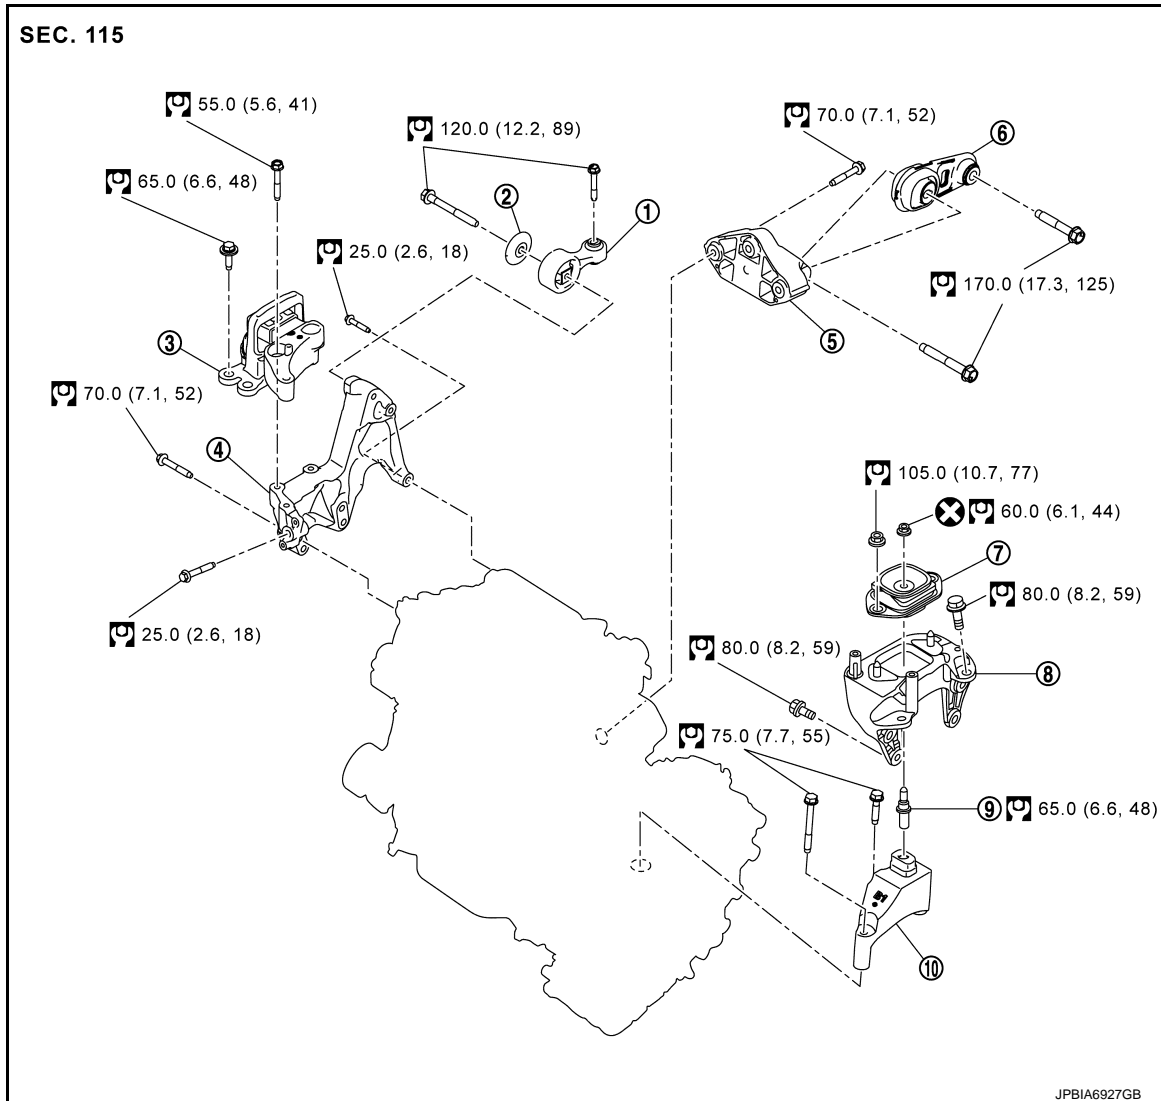 SEC. 115
55.0 (5.6, 41)
120.0 (12.2, 89)
70.0 (7.1, 52)
6
65.0 (6.6, 48)
2
1
25.0 (2.6, 18)
170.0 (17.3, 125)
3
5
70.0 (7.1, 52)
4
105.0 (10.7, 77)
60.0 (6.1, 44)
7
80.0 (8.2, 59)
25.0 (2.6, 18)
80.0 (8.2, 59)
8
75.0 (7.7, 55)
9 65.0 (6.6, 48)
10
JPBIA6927GB